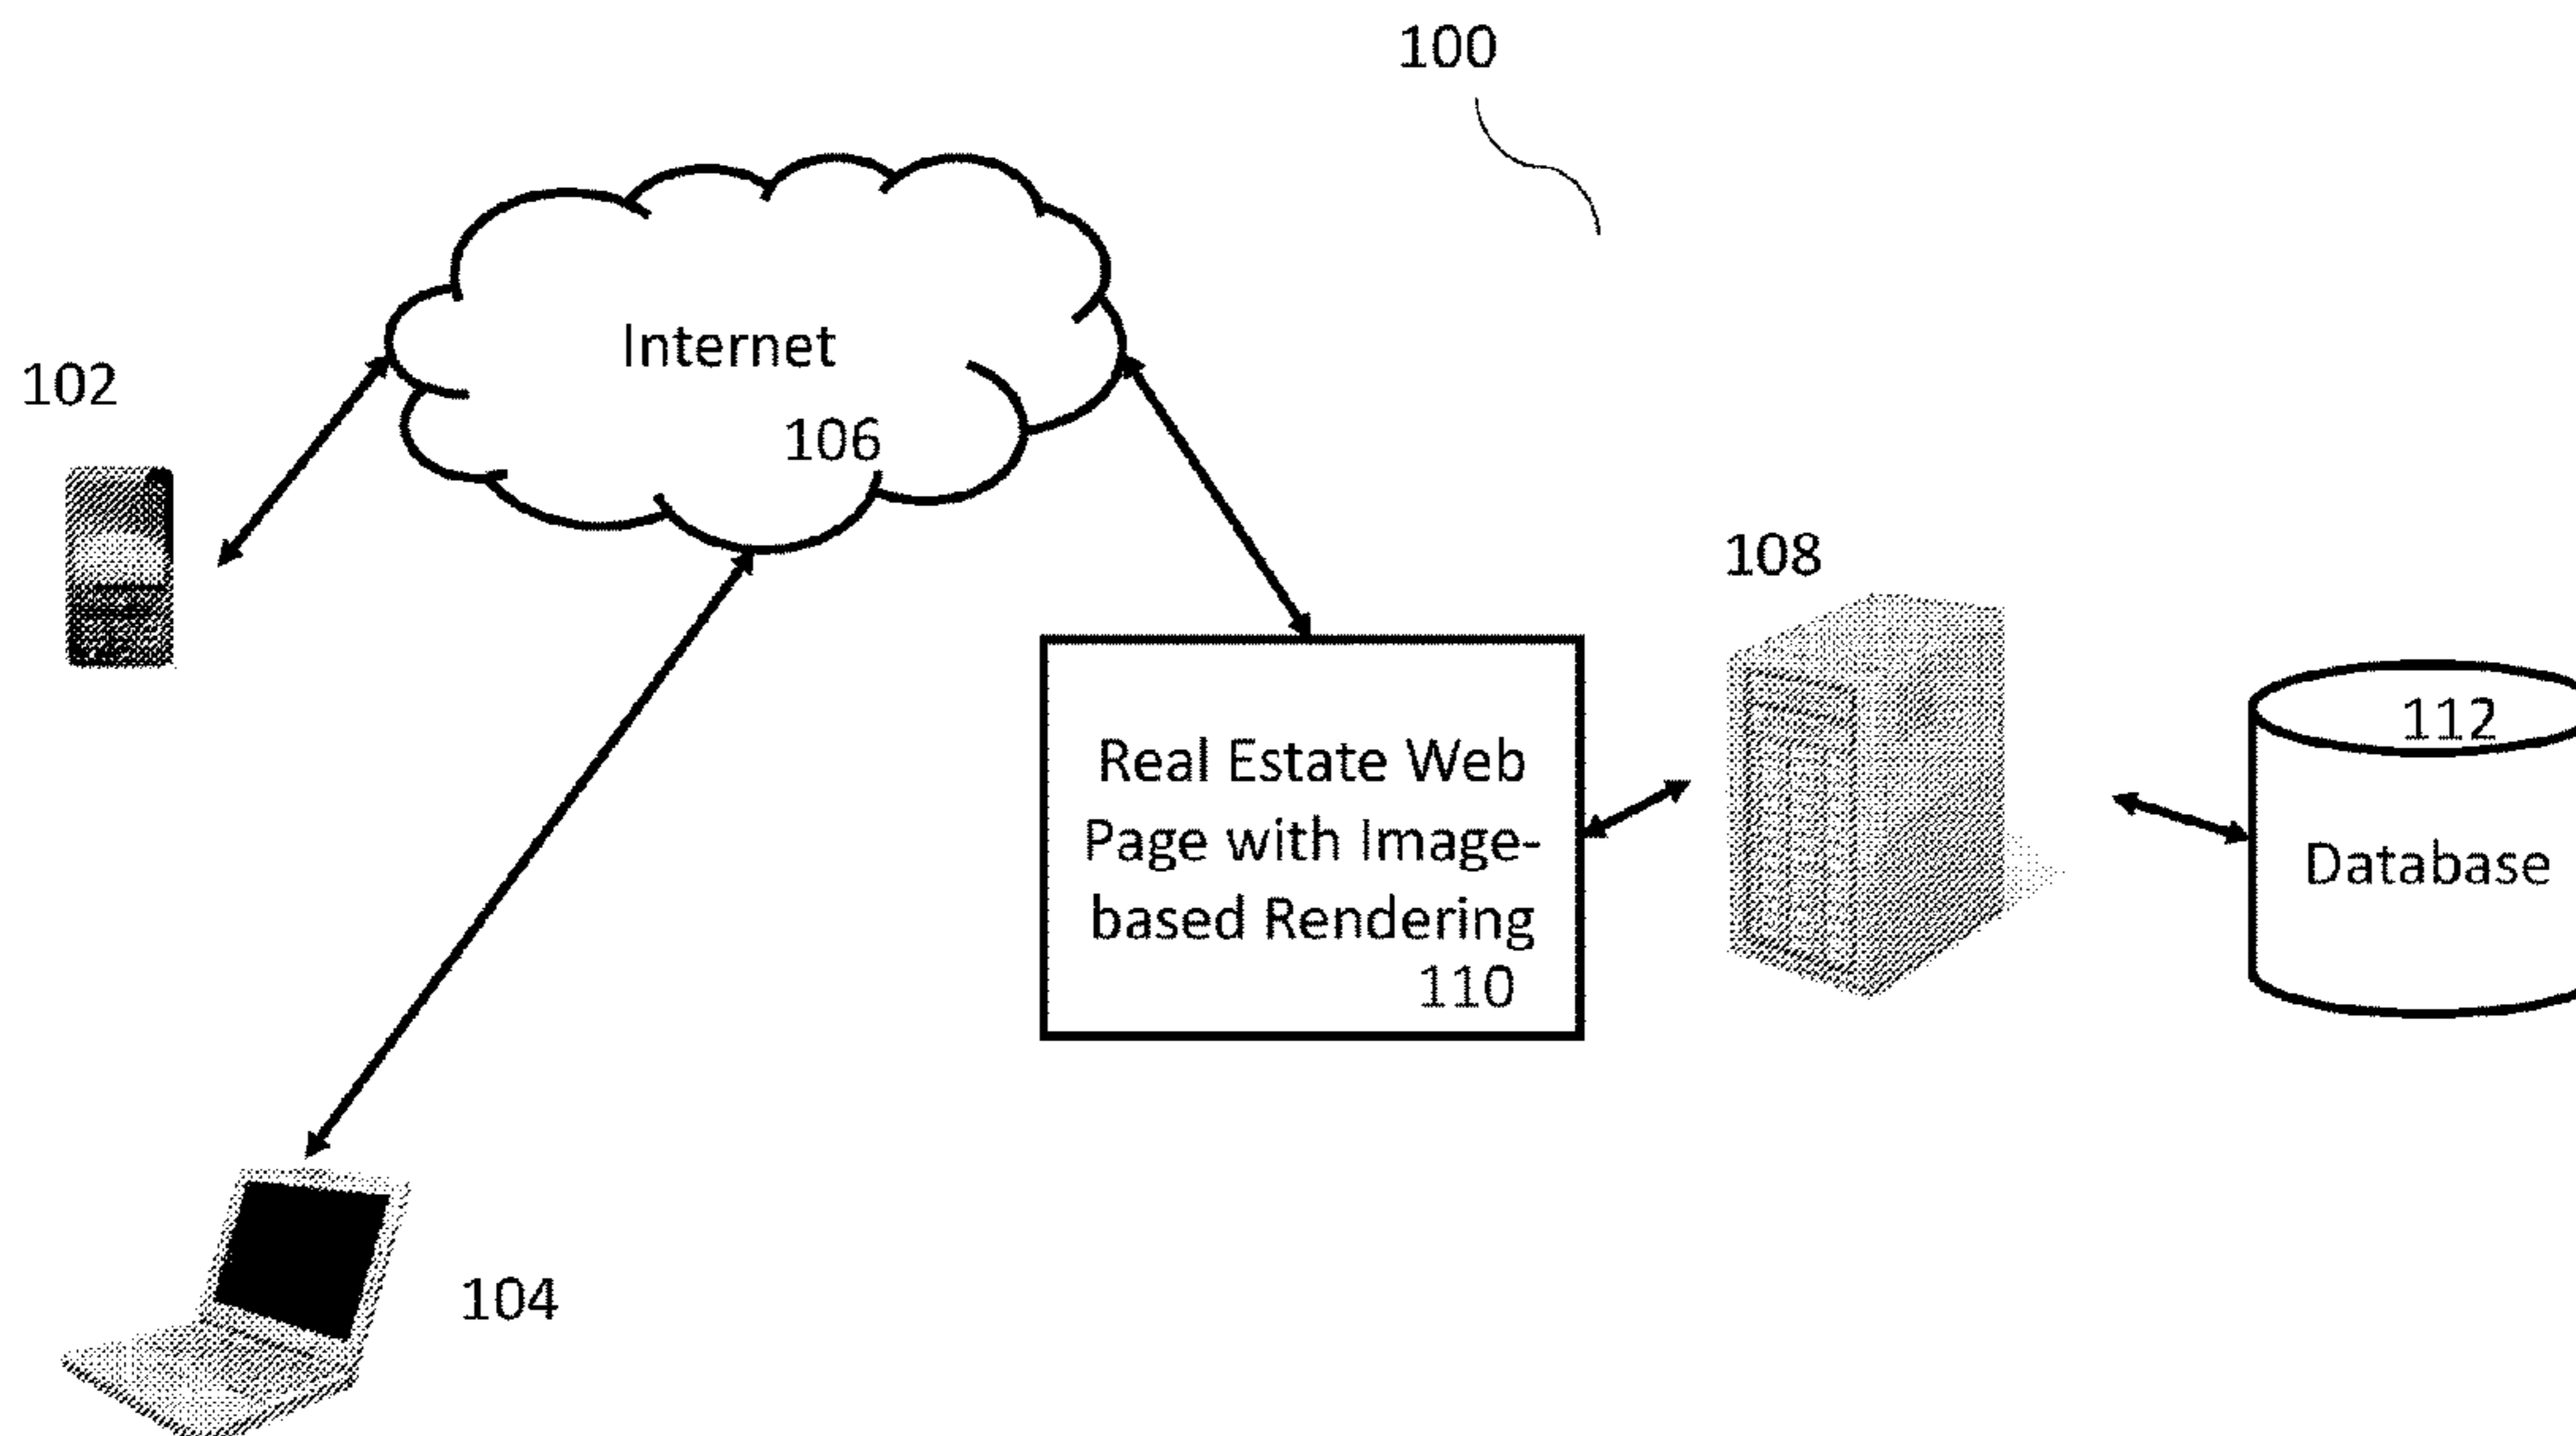 100
Internet
102
106
108
112
Real Estate Web
Page with Image-
based Rendering
110
Database
104